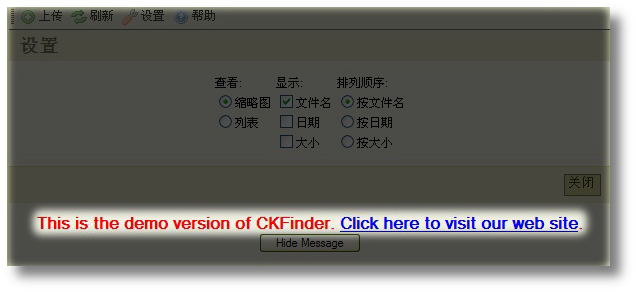 上传 刷新 设置 帮助
设置
查看: 显示: 排列顺序:
缩略图 文件名 按文件名
列表 日期 按日期
大小 按大小
关闭
This is the demo version of CKFinder. Click here to visit our web site.
Hide Message